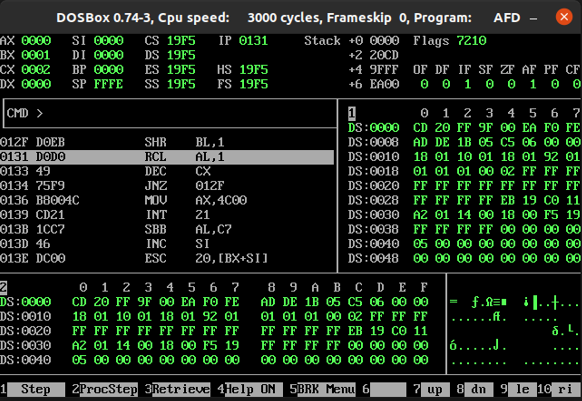 DOSBox 0.74-3, Cpu speed: 3000 cycles, Frameskip 0, Program: AFD
AX 0000 SI 0000 CS 19F5 IP 0131 Stack +0 0000 Flags 7210
BX 0001 DI 0000 DS 19F5 +2 20CD
CX 0002 BP 0000 ES 19F5 HS 19F5 +4 9FFF OF DF IF SF ZF AF PF CF
DX 0000 SP FFFE SS 19F5 FS 19F5 +6 EA00 0 0 1 0 0 1 0 0
CMD >
1 0 1 2 3 4 5 6 7
DS:0000 CD 20 FF 9F 00 EA F0 FE
DS:0008 AD DE 1B 05 C5 06 00 00
DS:0010 18 01 10 01 18 01 92 01
DS:0018 01 01 01 00 02 FF FF FF
DS:0020 FF FF FF FF FF FF FF FF
DS:0028 FF FF FF FF EB 19 C0 11
DS:0030 A2 01 14 00 18 00 F5 19
DS:0038 FF FF FF FF 00 00 00 00
DS:0040 05 00 00 00 00 00 00 00
DS:0048 00 00 00 00 00 00 00 00
012F D0EB SHR BL,1
0131 D0D0 RCL AL,1
0133 49 DEC CX
0134 75F9 JNZ 012F
0136 BB004C MOV AX,4C00
0139 CD21 INT 21
013B 1CC7 SBB AL,C7
013D 46 INC SI
013E DC00 ESC 20,[BX+SI]
2 0 1 2 3 4 5 6 7 8 9 A B C D E F
DS:0000 CD 20 FF 9F 00 EA F0 FE AD DE 1B 05 C5 06 00 00
DS:0010 18 01 10 01 18 01 92 01 01 01 01 00 02 FF FF FF
DS:0020 FF FF FF FF FF FF FF FF FF FF FF FF EB 19 C0 11
DS:0030 A2 01 14 00 18 00 F5 19 FF FF FF FF 00 00 00 00
DS:0040 05 00 00 00 00 00 00 00 00 00 00 00 00 00 00 00
1 Step 2ProcStep 3Retrieve 4Help ON 5BRK Menu 6 7 up 8 dn 9 le 10 ri